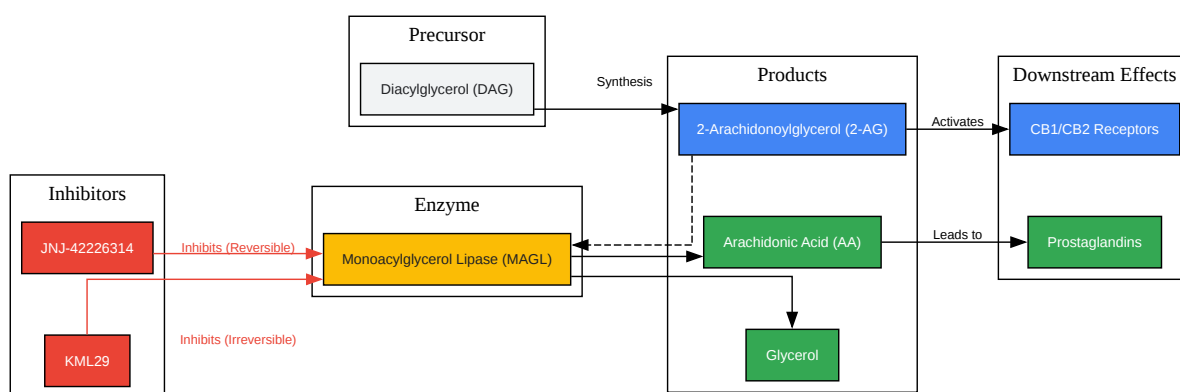 Precursor
Diacylglycerol (DAG)
Synthesis
Products
2-Arachidonoylglycerol (2-AG)
Activates
Downstream Effects
CB1/CB2 Receptors
Inhibitors
JNJ-42226314
Inhibits (Reversible)
Enzyme
Monoacylglycerol Lipase (MAGL)
Arachidonic Acid (AA)
Leads to
Prostaglandins
KML29
Inhibits (Irreversible)
Glycerol